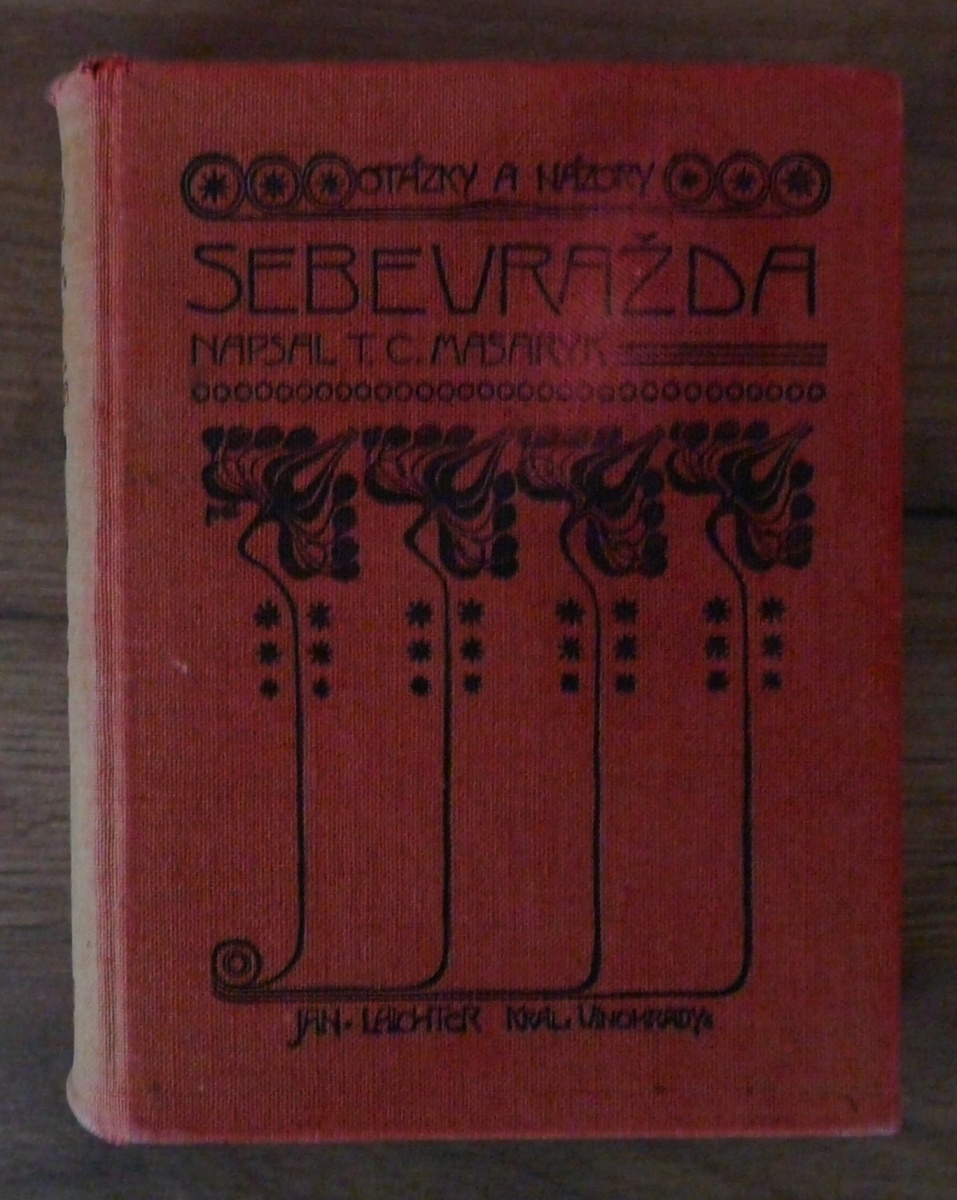 OTÁZKY A NÁZORY
SEBEVRAŽDA
NAPSAL T. G. MASARYK
JAN LAICHTER KRÁL. VINOHRADY